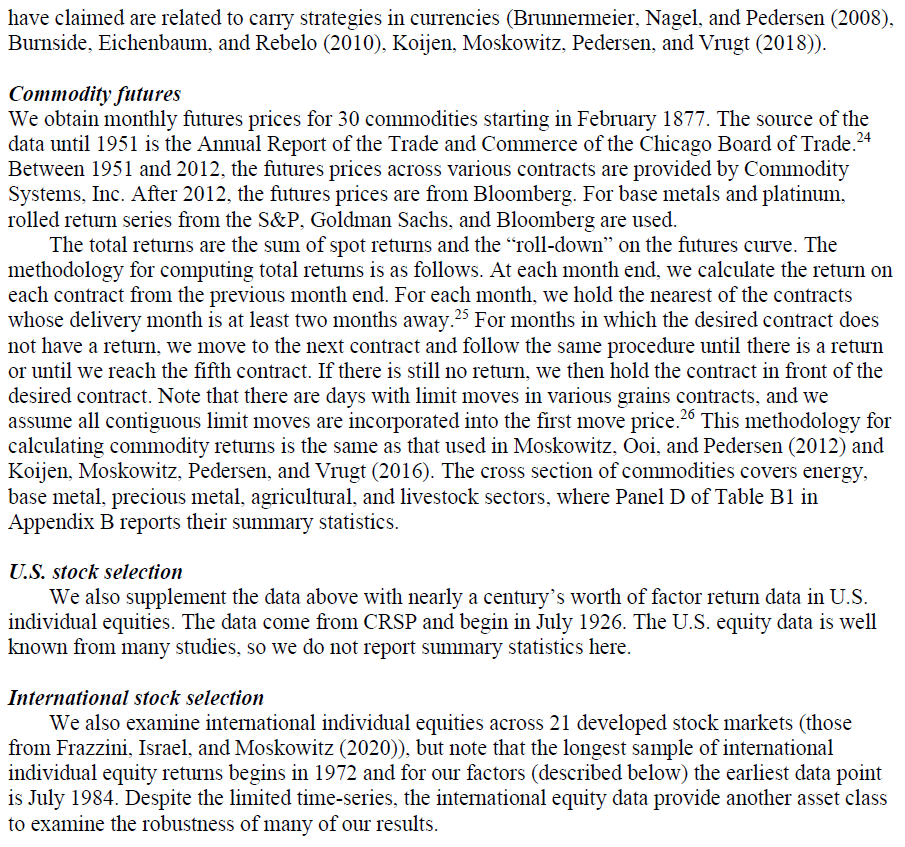 have claimed are related to carry strategies in currencies (Brunnermeier, Nagel, and Pedersen (2008),
Burnside, Eichenbaum, and Rebelo (2010), Koijen, Moskowitz, Pedersen, and Vrugt (2018)).
Commodity futures
We obtain monthly futures prices for 30 commodities starting in February 1877. The source of the
data until 1951 is the Annual Report of the Trade and Commerce of the Chicago Board of Trade.24
Between 1951 and 2012, the futures prices across various contracts are provided by Commodity
Systems, Inc. After 2012, the futures prices are from Bloomberg. For base metals and platinum,
rolled return series from the S&P, Goldman Sachs, and Bloomberg are used.
The total returns are the sum of spot returns and the “roll-down” on the futures curve. The
methodology for computing total returns is as follows. At each month end, we calculate the return on
each contract from the previous month end. For each month, we hold the nearest of the contracts
whose delivery month is at least two months away.25 For months in which the desired contract does
not have a return, we move to the next contract and follow the same procedure until there is a return
or until we reach the fifth contract. If there is still no return, we then hold the contract in front of the
desired contract. Note that there are days with limit moves in various grains contracts, and we
assume all contiguous limit moves are incorporated into the first move price.26 This methodology for
calculating commodity returns is the same as that used in Moskowitz, Ooi, and Pedersen (2012) and
Koijen, Moskowitz, Pedersen, and Vrugt (2016). The cross section of commodities covers energy,
base metal, precious metal, agricultural, and livestock sectors, where Panel D of Table B1 in
Appendix B reports their summary statistics.
U.S. stock selection
We also supplement the data above with nearly a century’s worth of factor return data in U.S.
individual equities. The data come from CRSP and begin in July 1926. The U.S. equity data is well
known from many studies, so we do not report summary statistics here.
International stock selection
We also examine international individual equities across 21 developed stock markets (those
from Frazzini, Israel, and Moskowitz (2020)), but note that the longest sample of international
individual equity returns begins in 1972 and for our factors (described below) the earliest data point
is July 1984. Despite the limited time-series, the international equity data provide another asset class
to examine the robustness of many of our results.